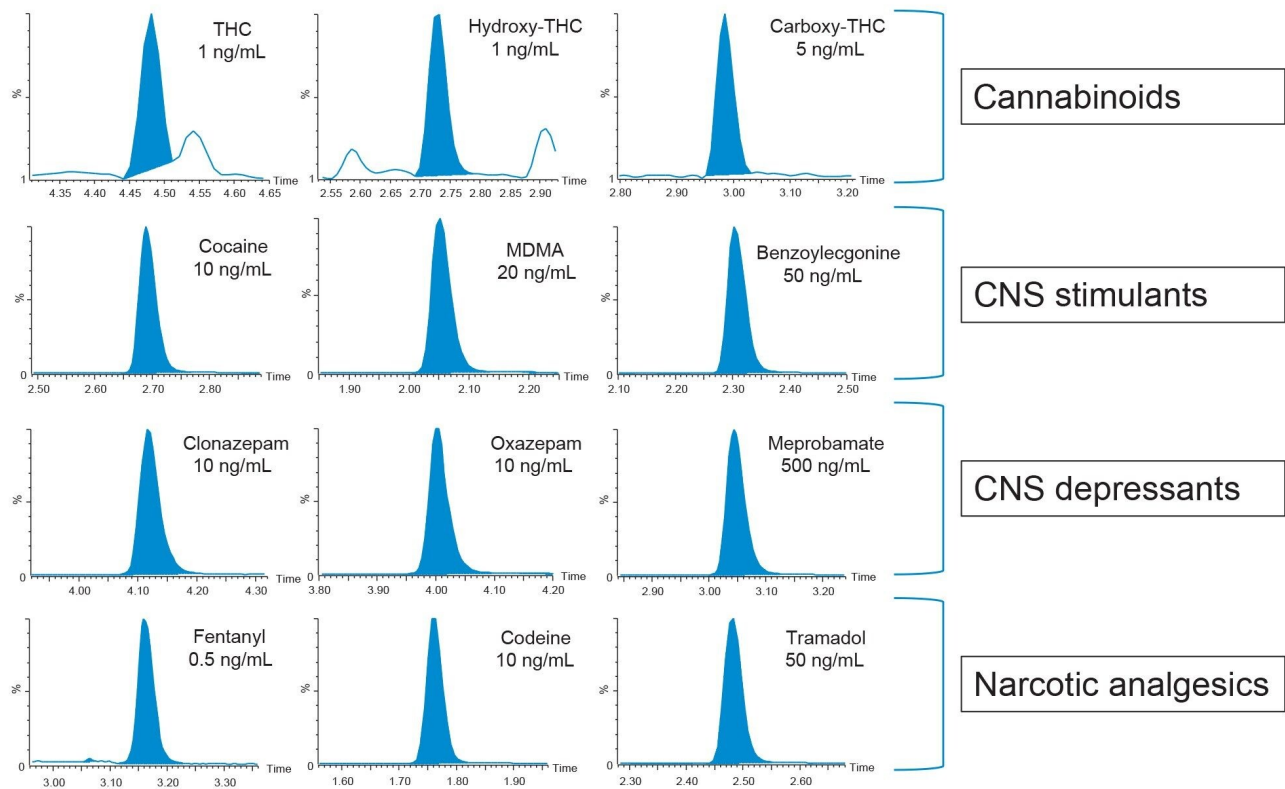 THC
1 ng/mL
%
1
4.35 4.40 4.45 4.50 4.55 4.60 4.65
Time
Hydroxy-THC
1 ng/mL
%
1
2.55 2.60 2.65 2.70 2.75 2.80 2.85 2.90
Time
Carboxy-THC
5 ng/mL
%
1
2.80 2.90 3.00 3.10 3.20
Time
Cannabinoids
Cocaine
10 ng/mL
%
0
2.50 2.60 2.70 2.80
Time
MDMA
20 ng/mL
%
0
1.90 2.00 2.10 2.20
Time
Benzoylecgonine
50 ng/mL
%
0
2.10 2.20 2.30 2.40 2.50
Time
CNS stimulants
Clonazepam
10 ng/mL
%
0
4.00 4.10 4.20 4.30
Time
Oxazepam
10 ng/mL
%
0
3.80 3.90 4.00 4.10 4.20
Time
Meprobamate
500 ng/mL
%
0
2.90 3.00 3.10 3.20
Time
CNS depressants
Fentanyl
0.5 ng/mL
%
0
3.00 3.10 3.20 3.30
Time
Codeine
10 ng/mL
%
0
1.60 1.70 1.80 1.90
Time
Tramadol
50 ng/mL
%
0
2.30 2.40 2.50 2.60
Time
Narcotic analgesics